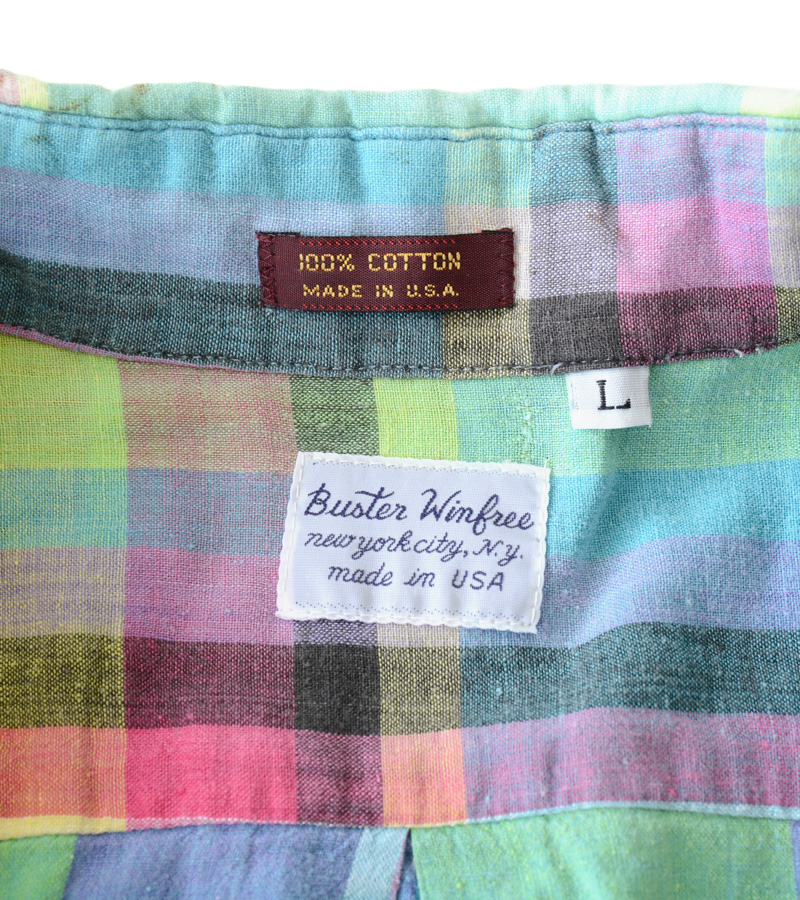 100% COTTON
MADE IN U.S.A.
L
Buster Winfree
new york city, N.y.
made in USA